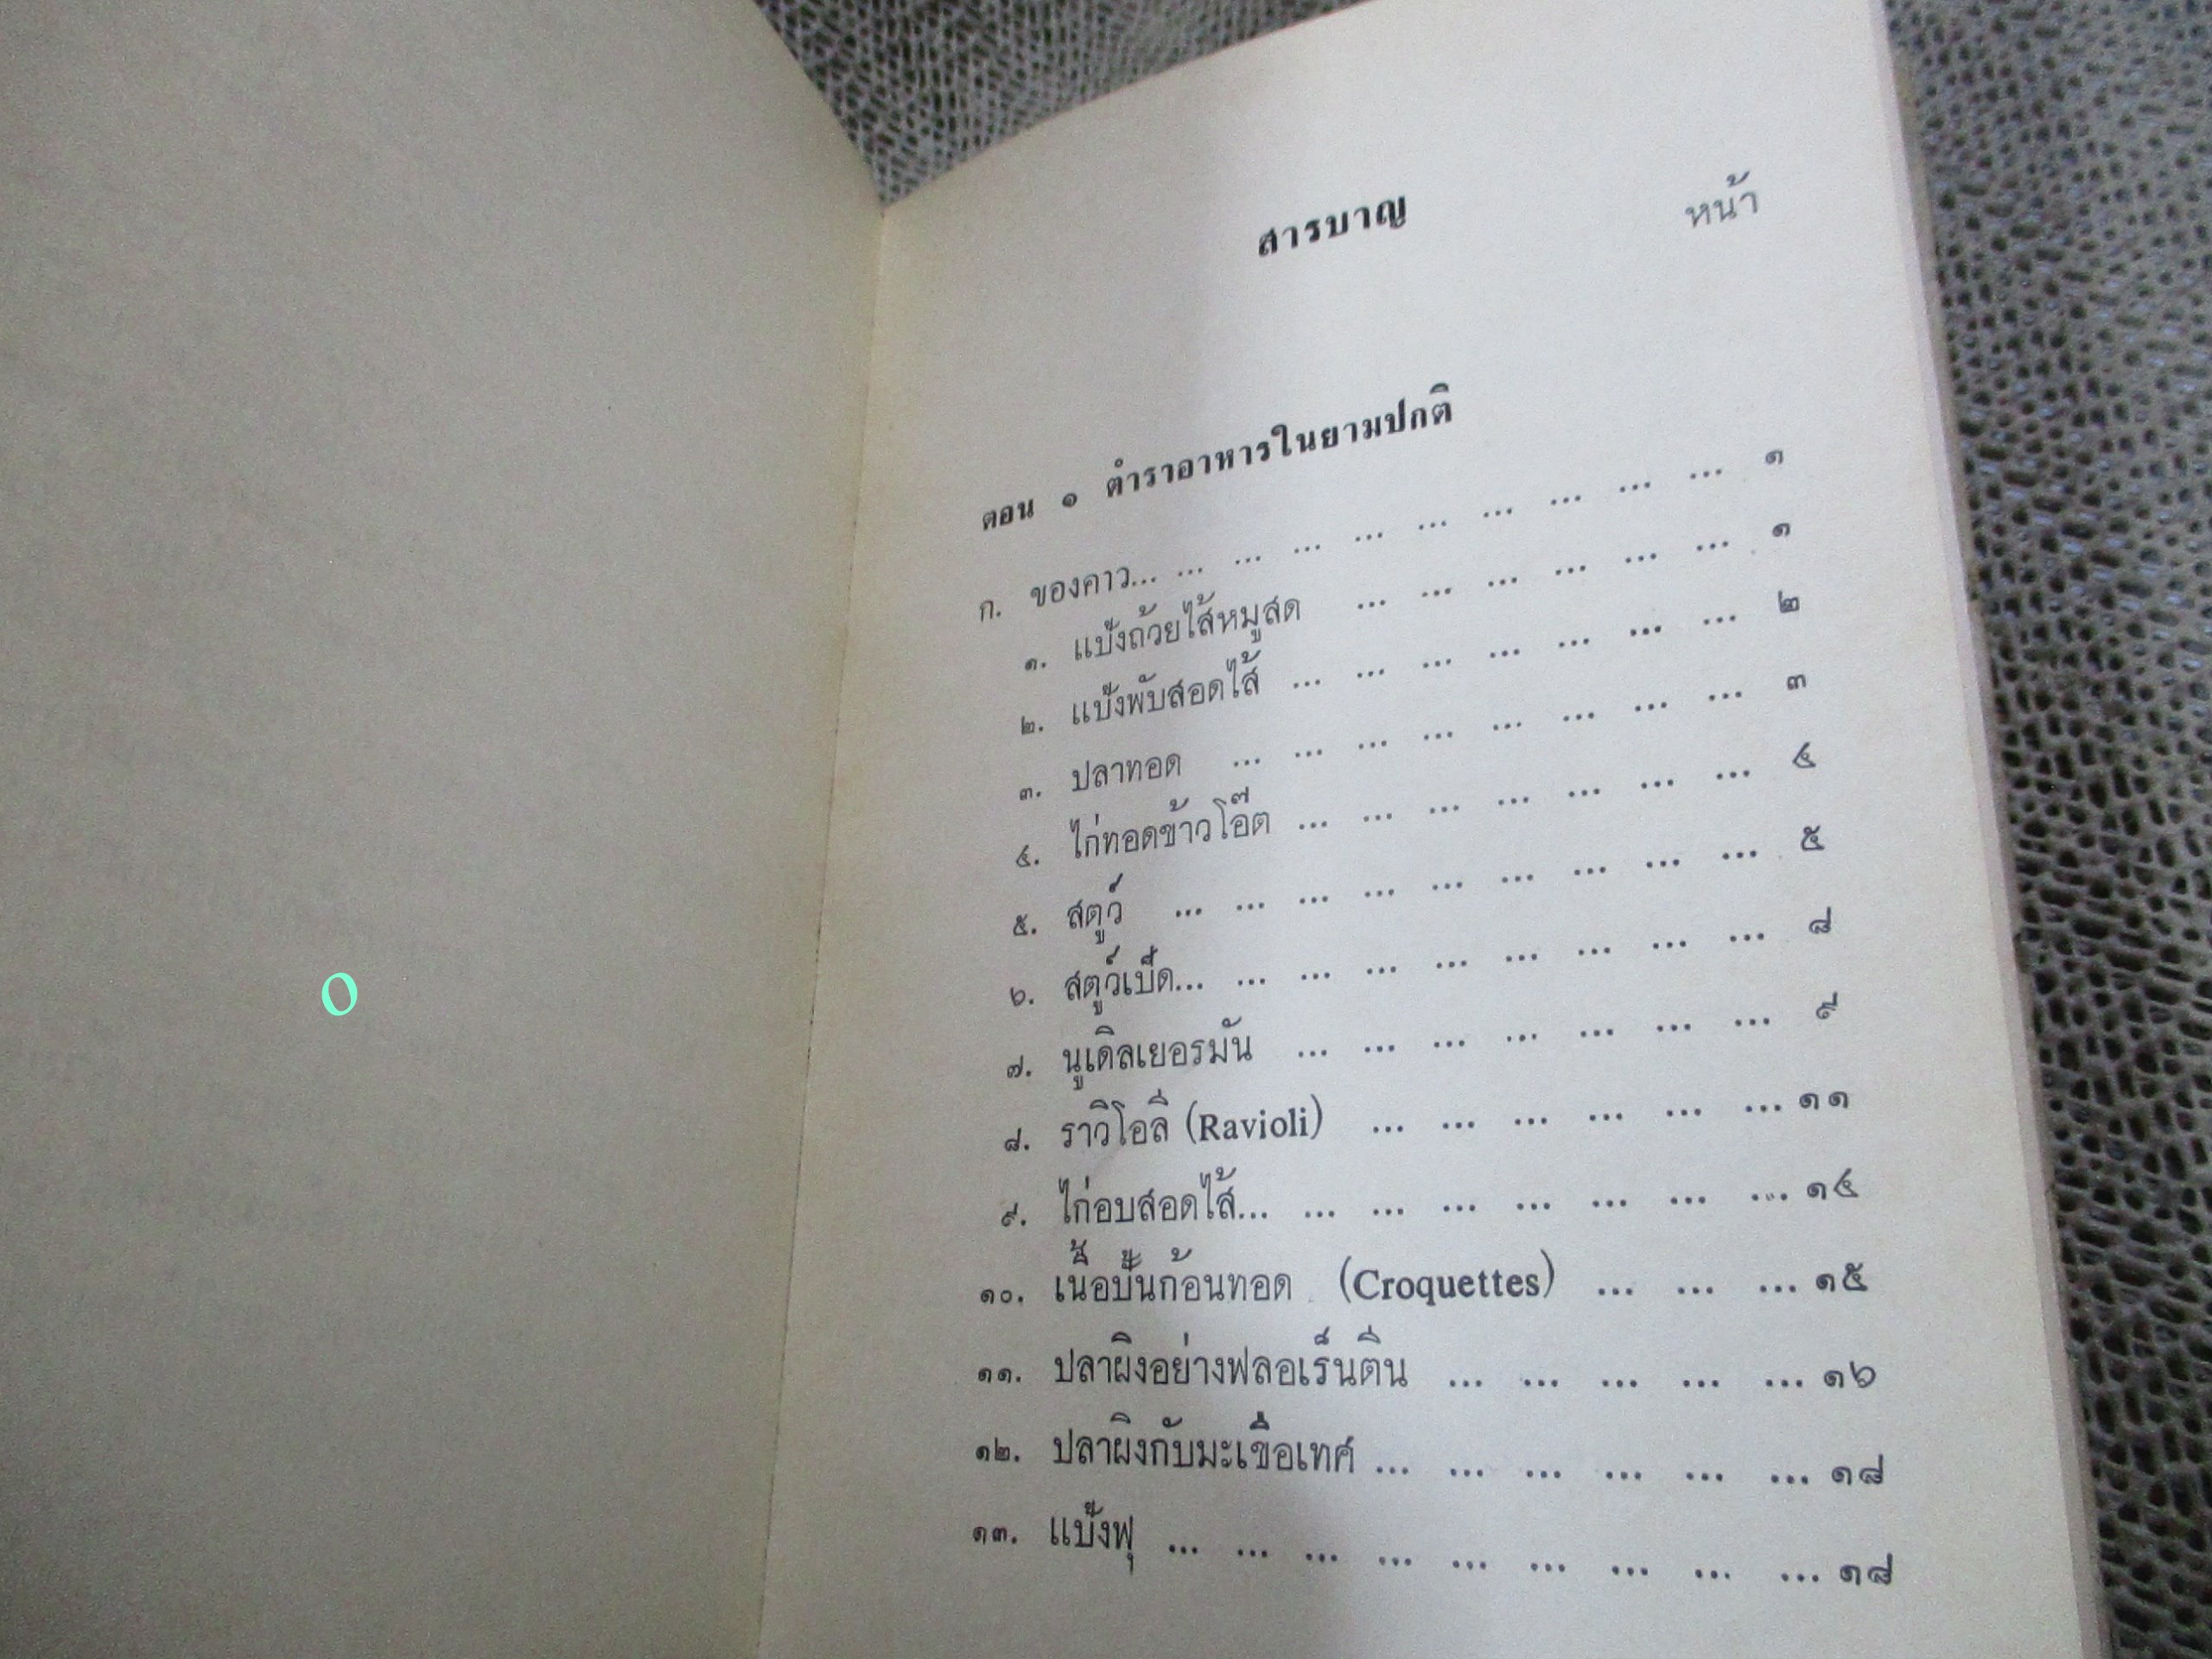 สารบาญ
หน้า
ตอน ๑ ตำราอาหารในยามปกติ
ก. ของคาว... ... ... ... ... ... ... ... ... ... ๑
๑. แป้งถ้วยไส้หมูสด ... ... ... ... ... ... ๑
๒. แป้งพับสอดไส้ ... ... ... ... ... ... ... ๒
๓. ปลาทอด ... ... ... ... ... ... ... ... ๓
๔. ไก่ทอดข้าวโอ๊ต ... ... ... ... ... ... ... ๔
๕. สตูว์ ... ... ... ... ... ... ... ... ... ๕
๖. สตูว์เป็ด... ... ... ... ... ... ... ... ... ๘
๗. นูเดิลเยอรมัน ... ... ... ... ... ... ... ๙
๘. ราวิโอลี่ (Ravioli) ... ... ... ... ... ... ๑๑
๙. ไก่อบสอดไส้... ... ... ... ... ... ... ... ๑๔
๑๐. เนื้อปั้นก้อนทอด (Croquettes) ... ... ... ๑๕
๑๑. ปลาผิงอย่างฟลอเร็นตีน ... ... ... ... ... ๑๖
๑๒. ปลาผิงกับมะเขือเทศ ... ... ... ... ... ... ๑๘
๑๓. แป้งพุ ... ... ... ... ... ... ... ... ... ๑๘
o